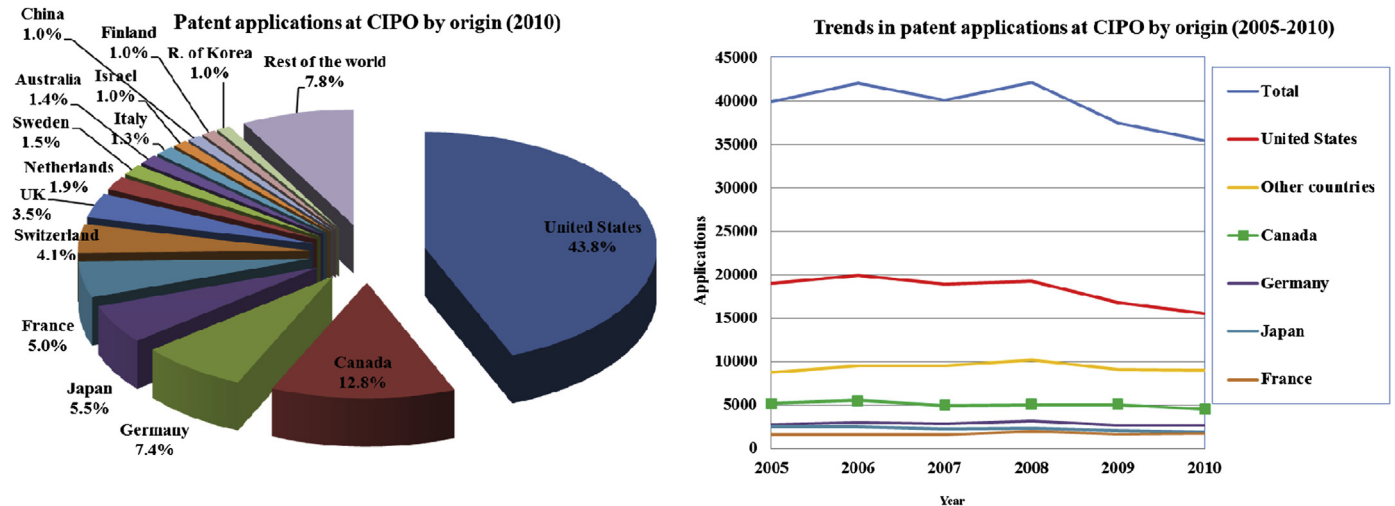 Patent applications at CIPO by origin (2010)
China
1.0%
Finland
1.0%
R. of Korea
1.0%
Rest of the world
7.8%
Australia
1.4%
Israel
1.0%
Sweden
1.5%
Italy
1.3%
Netherlands
1.9%
UK
3.5%
Switzerland
4.1%
United States
43.8%
France
5.0%
Canada
12.8%
Japan
5.5%
Germany
7.4%
Trends in patent applications at CIPO by origin (2005-2010)
45000
40000
35000
30000
25000
20000
15000
10000
5000
0
Applications
2005 2006 2007 2008 2009 2010
Year
Total
United States
Other countries
Canada
Germany
Japan
France